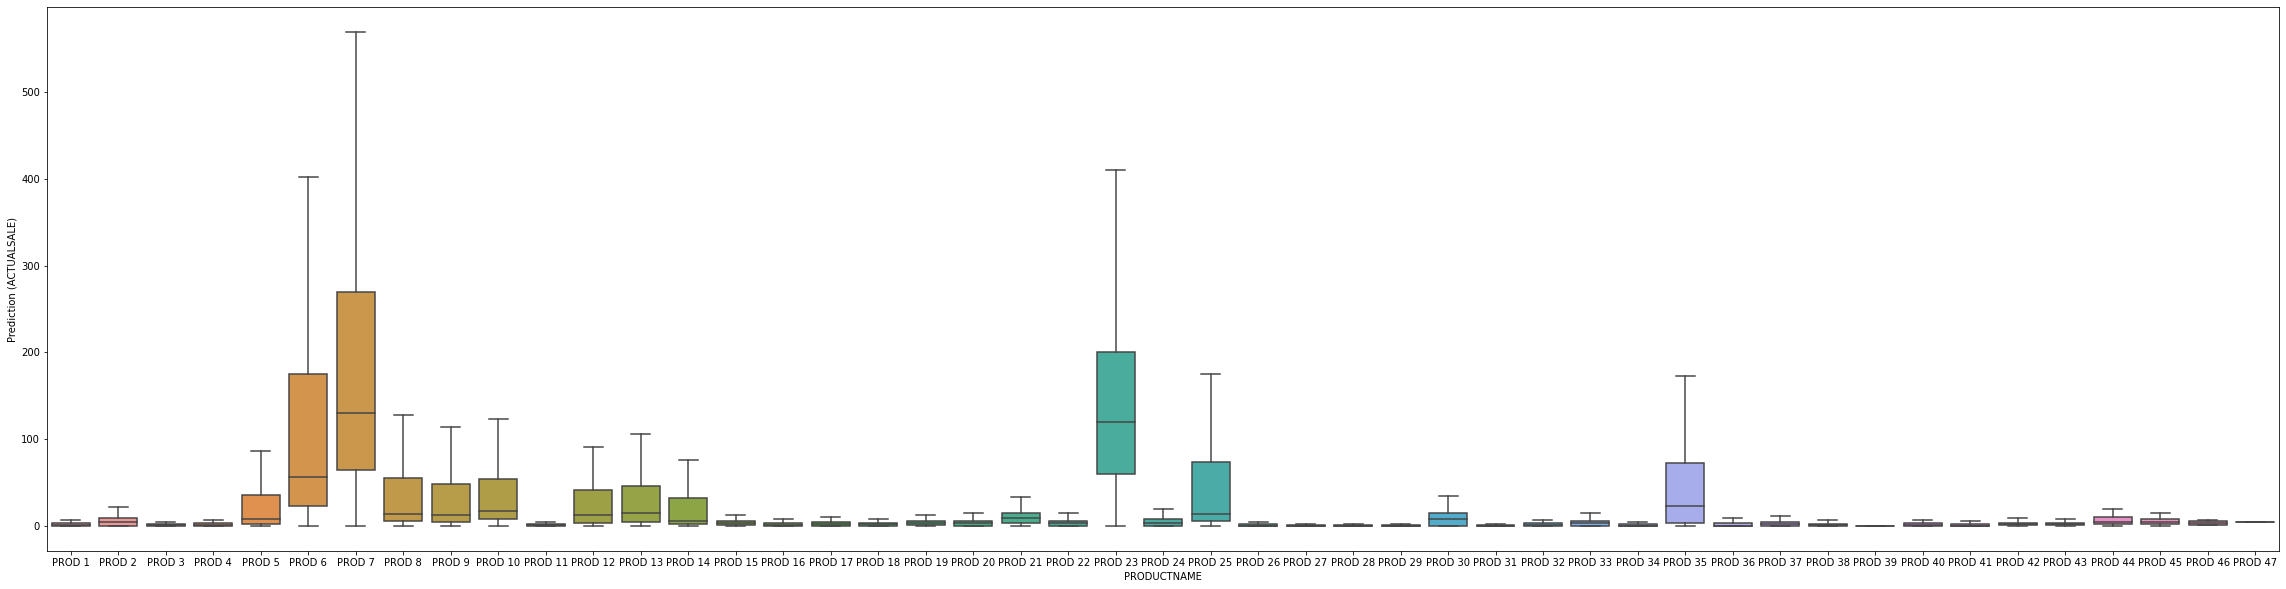 500
400
300
200
100
0
Prediction (ACTUALSALE)
PROD 1 PROD 2 PROD 3 PROD 4 PROD 5 PROD 6 PROD 7 PROD 8 PROD 9 PROD 10 PROD 11 PROD 12 PROD 13 PROD 14 PROD 15 PROD 16 PROD 17 PROD 18 PROD 19 PROD 20 PROD 21 PROD 22 PROD 23 PROD 24 PROD 25 PROD 26 PROD 27 PROD 28 PROD 29 PROD 30 PROD 31 PROD 32 PROD 33 PROD 34 PROD 35 PROD 36 PROD 37 PROD 38 PROD 39 PROD 40 PROD 41 PROD 42 PROD 43 PROD 44 PROD 45 PROD 46 PROD 47
PRODUCTNAME